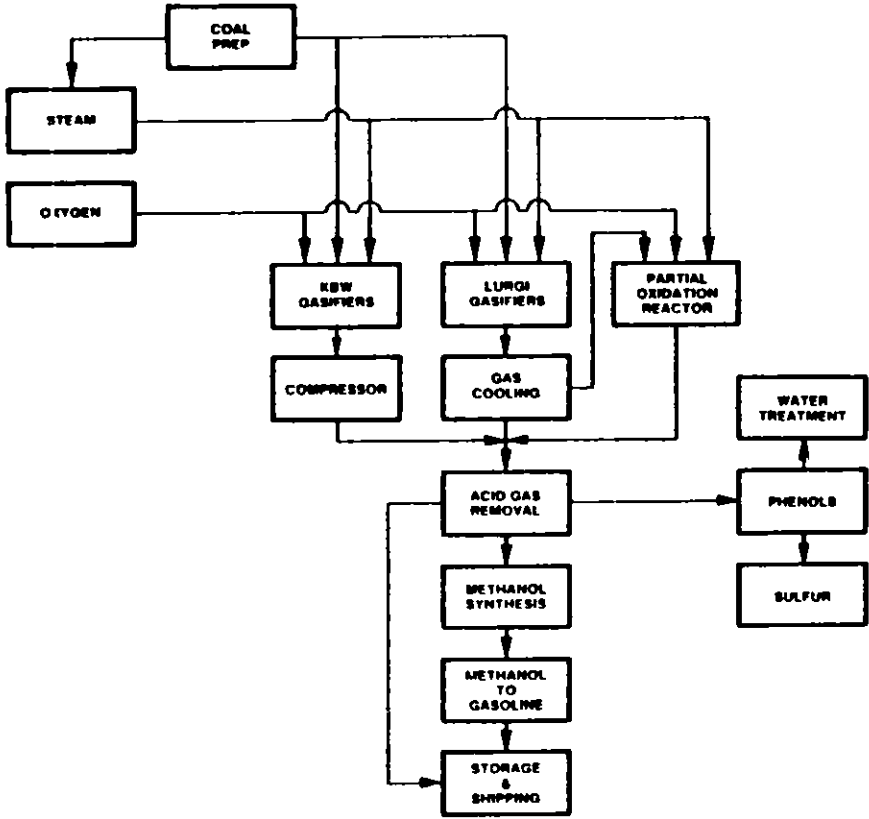 COAL
PREP
STEAM
OXYGEN
KBW
GASIFIERS
LURGI
GASIFIERS
PARTIAL
OXIDATION
REACTOR
COMPRESSOR
GAS
COOLING
WATER
TREATMENT
ACID GAS
REMOVAL
PHENOLS
METHANOL
SYNTHESIS
SULFUR
METHANOL
TO
GASOLINE
STORAGE
&
SHIPPING